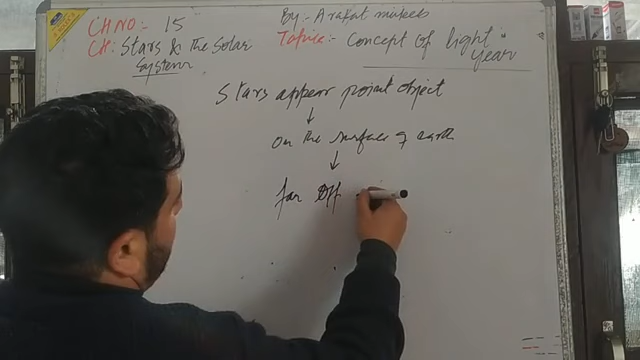 CH NO:- 15
CH: Stars & The Solar
System
By:- Arafat
Topic:- Concept Of light
year
Stars appear point object
↓
on the surface of earth
↓
far off -